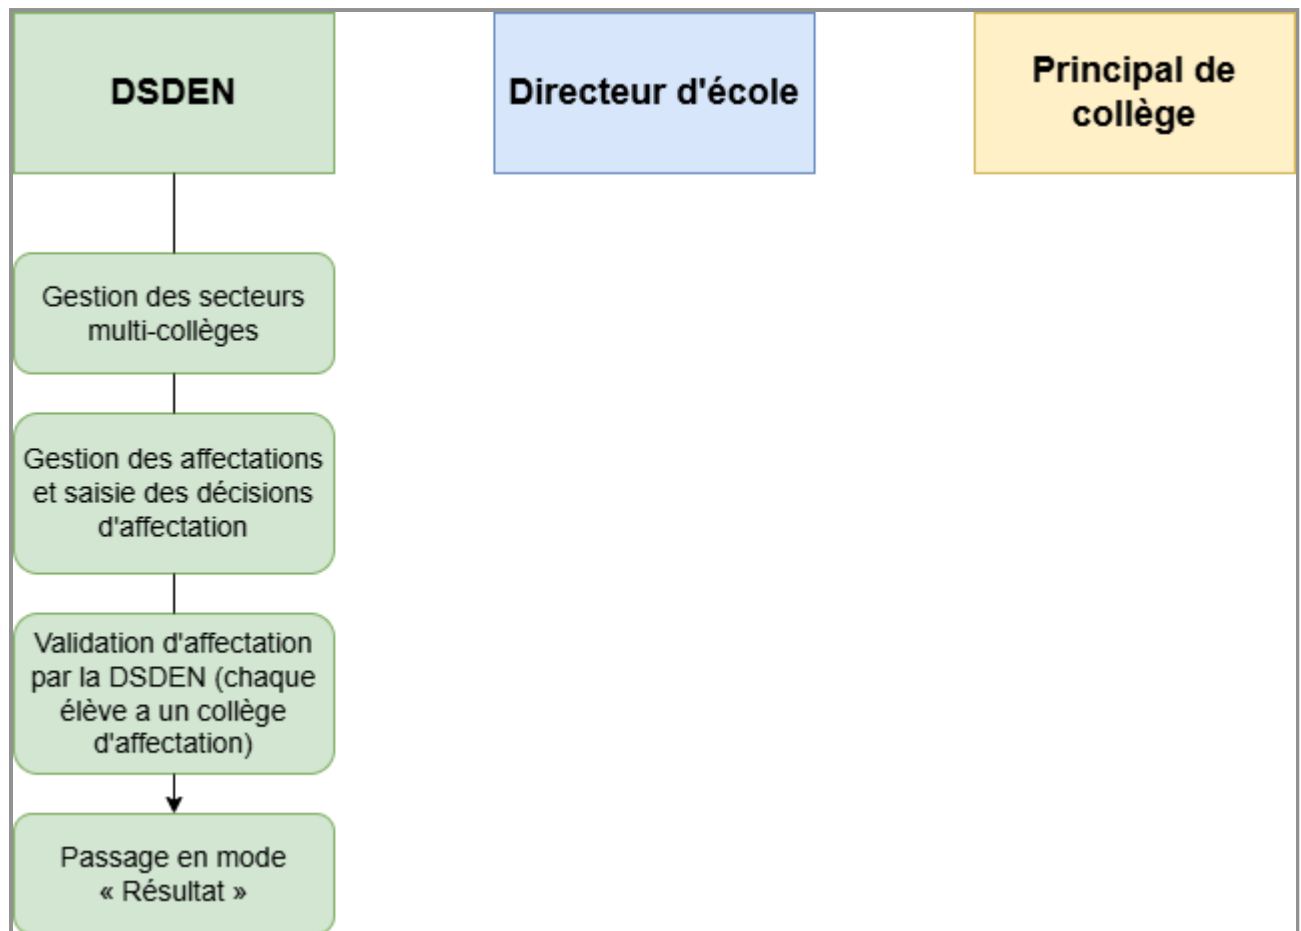 DSDEN
Directeur d'école
Principal de
collège
Gestion des secteurs
multi-collèges
Gestion des affectations
et saisie des décisions
d'affectation
Validation d'affectation
par la DSDEN (chaque
élève a un collège
d'affectation)
Passage en mode
« Résultat »